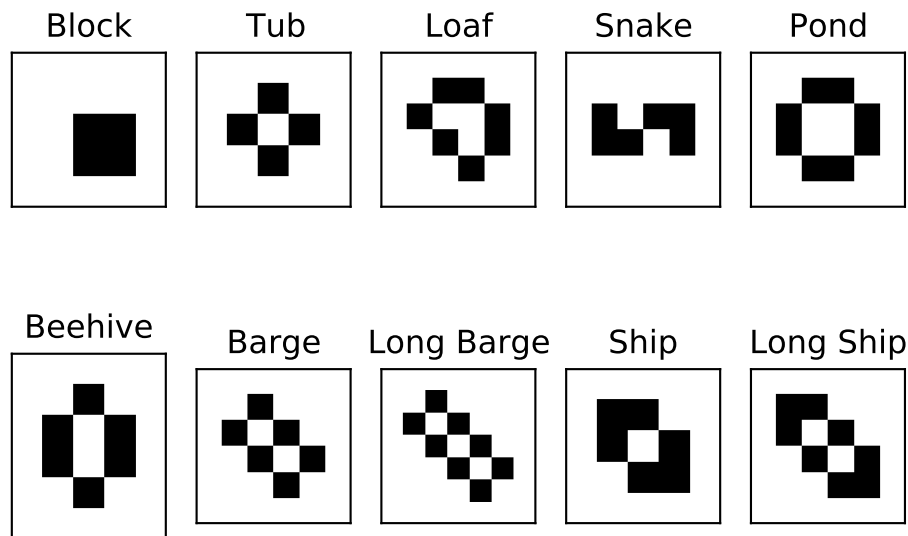 Block
Tub
Loaf
Snake
Pond
Beehive
Barge
Long Barge
Ship
Long Ship